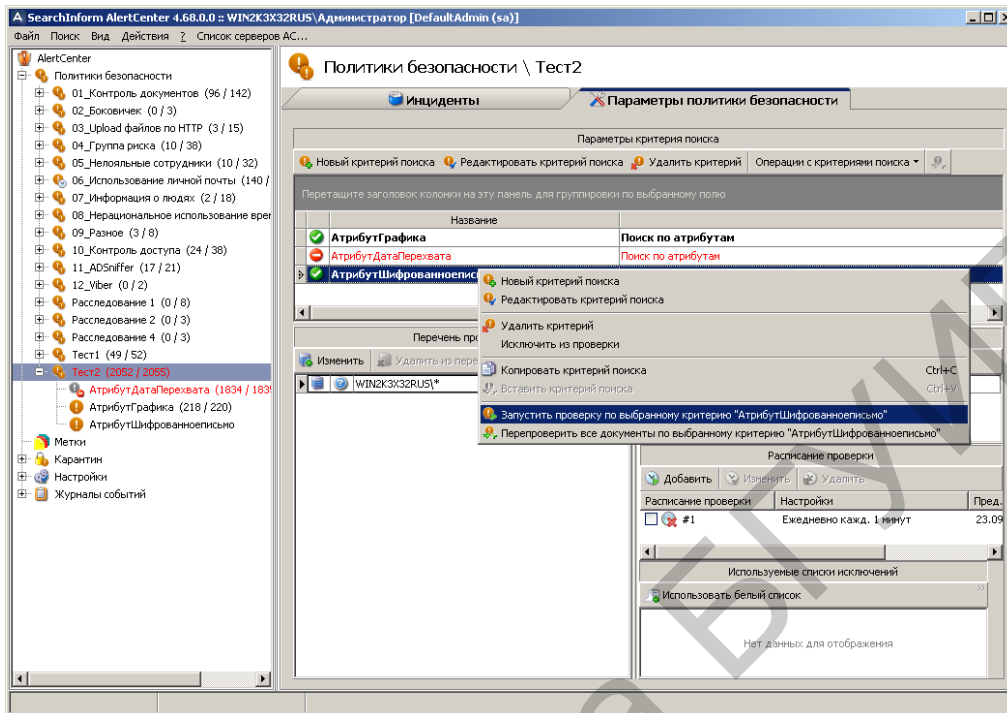 SearchInform AlertCenter 4.68.0.0 :: WIN2K3X32RUS\Администратор [DefaultAdmin (sa)]
Файл Поиск Вид Действия ? Список серверов АС...
AlertCenter
Политики безопасности
01_Контроль документов (96 / 142)
02_Боковичек (0 / 3)
03_Upload файлов по HTTP (3 / 15)
04_Группа риска (10 / 38)
05_Нелояльные сотрудники (10 / 32)
06_Использование личной почты (140 /
07_Информация о людях (2 / 18)
08_Нерациональное использование врем
09_Разное (3 / 8)
10_Контроль доступа (24 / 38)
11_ADSniffer (17 / 21)
12_Viber (0 / 2)
Расследование 1 (0 / 8)
Расследование 2 (0 / 3)
Расследование 4 (0 / 3)
Тест1 (49 / 52)
Тест2 (2052 / 2055)
АтрибутДатаПерехвата (1834 / 1835
АтрибутГрафика (218 / 220)
АтрибутШифрованноеписьмо
Метки
Карантин
Настройки
Журналы событий
Политики безопасности \ Тест2
Инциденты
Параметры политики безопасности
Параметры критерия поиска
Новый критерий поиска Редактировать критерий поиска Удалить критерий Операции с критериями поиска
Перетащите заголовок колонки на эту панель для группировки по выбранному полю
Название
АтрибутГрафика Поиск по атрибутам
АтрибутДатаПерехвата Поиск по атрибутам
АтрибутШифрованноеписьм
Новый критерий поиска
Редактировать критерий поиска
Удалить критерий
Исключить из проверки
Копировать критерий поиска Ctrl+C
Вставить критерий поиска Ctrl+V
Запустить проверку по выбранному критерию "АтрибутШифрованноеписьмо"
Перепроверить все документы по выбранному критерию "АтрибутШифрованноеписьмо"
Перечень про
Изменить Удалить из пере
WIN2K3X32RUS\*
Расписание проверки
Добавить Изменить Удалить
Расписание проверки Настройки Пред.
#1 Ежедневно кажд. 1 минут 23.09
Используемые списки исключений
Использовать белый список
Нет данных для отображения